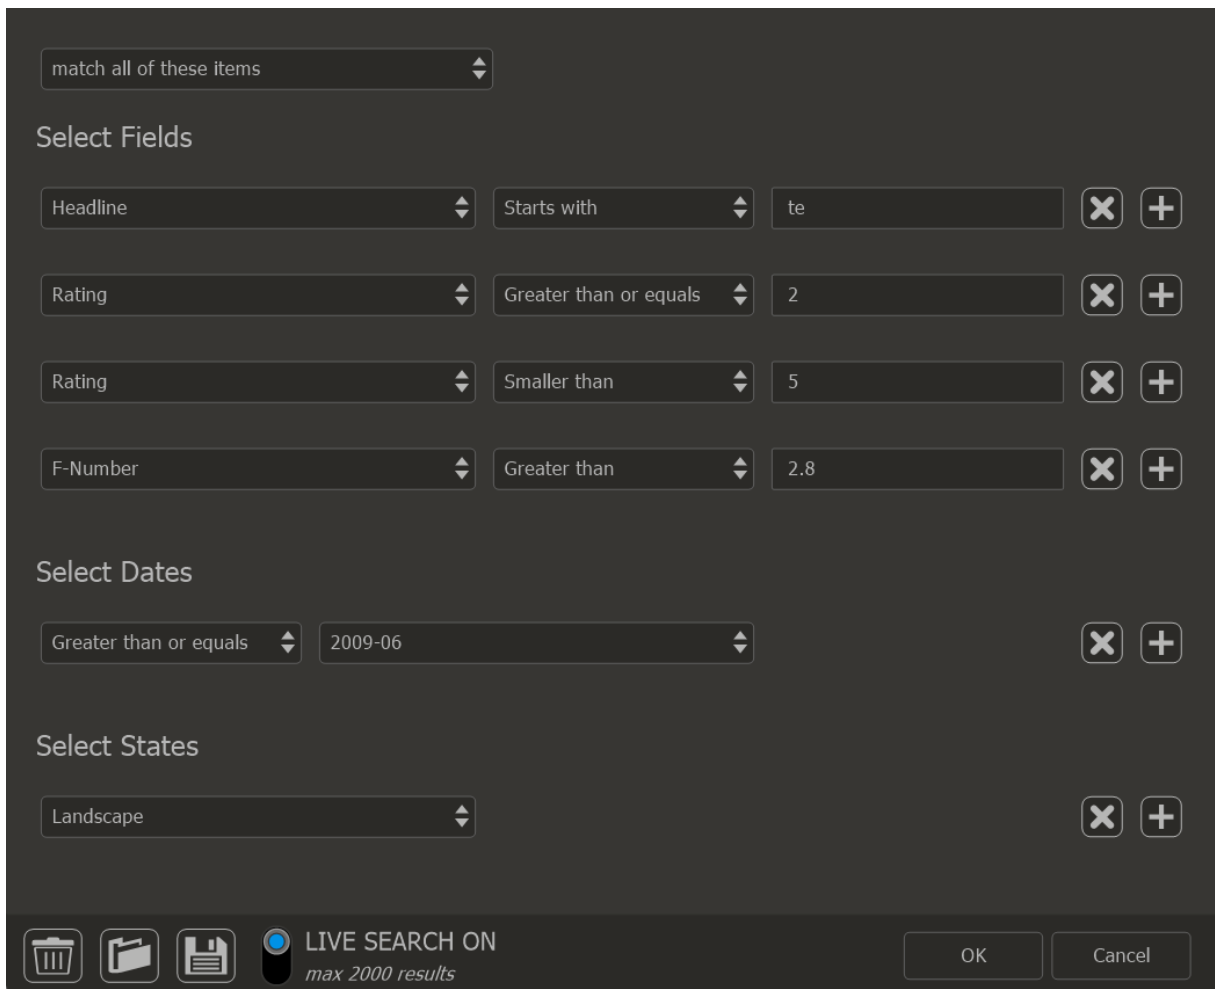 match all of these items
Select Fields
Headline Starts with te
Rating Greater than or equals 2
Rating Smaller than 5
F-Number Greater than 2.8
Select Dates
Greater than or equals 2009-06
Select States
Landscape
LIVE SEARCH ON
max 2000 results
OK Cancel